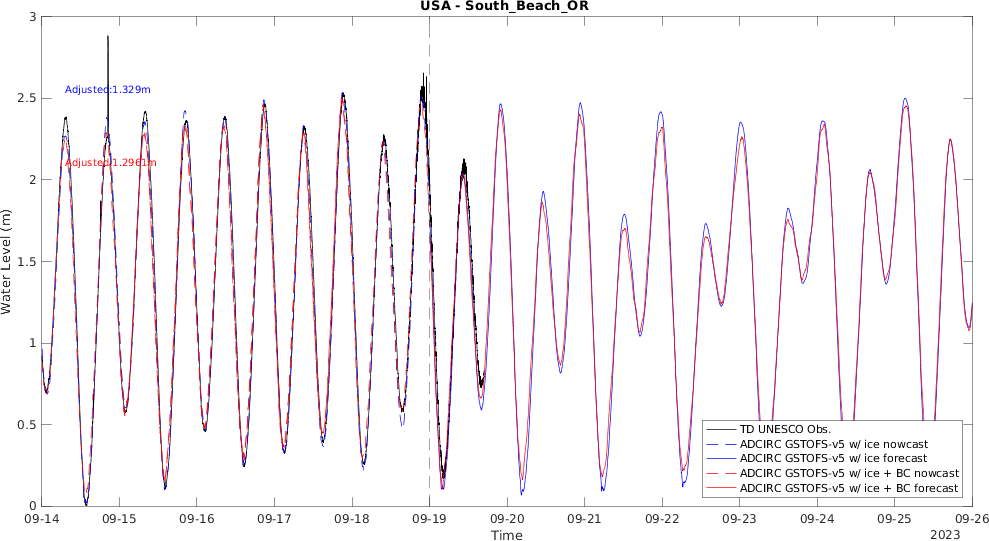 USA - South_Beach_OR
3
2.5
2
1.5
1
0.5
0
Water Level (m)
Adjusted:1.329m
Adjusted:1.2961m
TD UNESCO Obs.
ADCIRC GSTOFS-v5 w/ ice nowcast
ADCIRC GSTOFS-v5 w/ ice forecast
ADCIRC GSTOFS-v5 w/ ice + BC nowcast
ADCIRC GSTOFS-v5 w/ ice + BC forecast
09-14 09-15 09-16 09-17 09-18 09-19 09-20 09-21 09-22 09-23 09-24 09-25 09-26
Time
2023